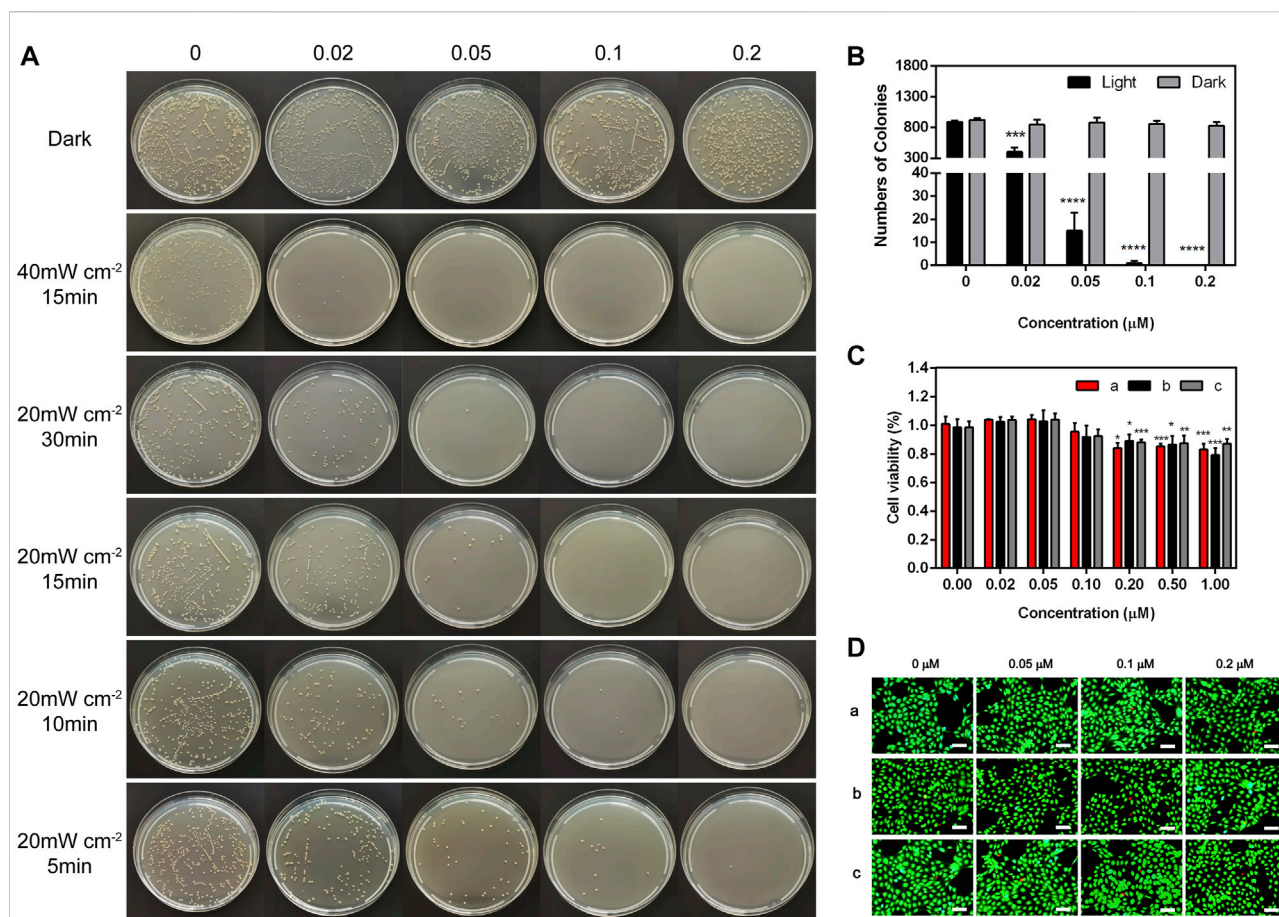 A
0 0.02 0.05 0.1 0.2
Dark
40mW cm-2
15min
20mW cm-2
30min
20mW cm-2
15min
20mW cm-2
10min
20mW cm-2
5min
B
1800
1300
800
300
40
30
20
10
0
Numbers of Colonies
Light Dark
***
****
****
****
0 0.02 0.05 0.1 0.2
Concentration (μM)
C
1.4
1.2
1.0
0.8
0.6
0.4
0.2
0.0
Cell viability (%)
a b c
* * *** *** * ** *** *** **
0.00 0.02 0.05 0.10 0.20 0.50 1.00
Concentration (μM)
D
0 μM 0.05 μM 0.1 μM 0.2 μM
a
b
c